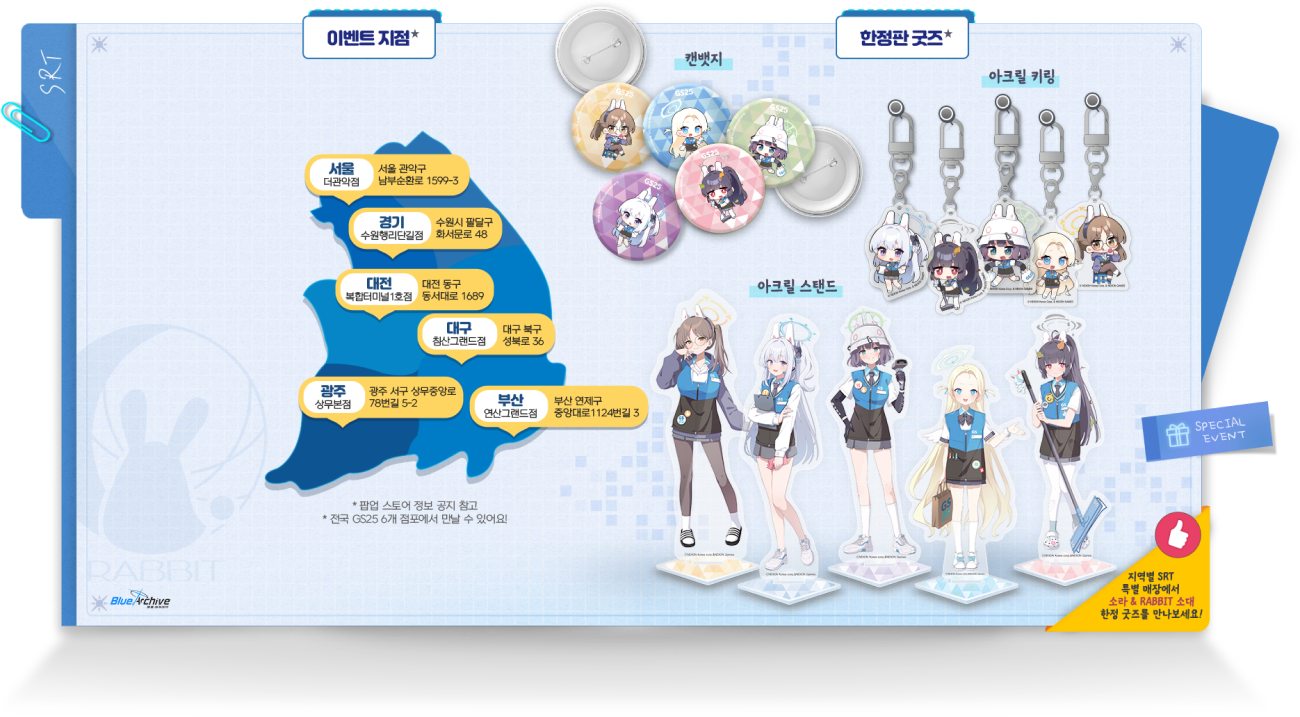 SRT
이벤트 지점*
서울
더관악점
서울 관악구
남부순환로 1599-3
경기
수원행리단길점
수원시 팔달구
화서문로 48
대전
복합터미널1호점
대전 동구
동서대로 1689
대구
침산그랜드점
대구 북구
성북로 36
광주
상무본점
광주 서구 상무중앙로
78번길 5-2
부산
연산그랜드점
부산 연제구
중앙대로1124번길 3
* 팝업 스토어 정보 공지 참고
* 전국 GS25 6개 점포에서 만날 수 있어요!
RABBIT
Blue Archive
한정판 굿즈*
캔뱃지
GS25
GS25
GS25
GS25
GS25
아크릴 키링
아크릴 스탠드
GS
SPECIAL
EVENT
지역별 SRT
특별 매장에서
소라 & RABBIT 소대
한정 굿즈를 만나보세요!